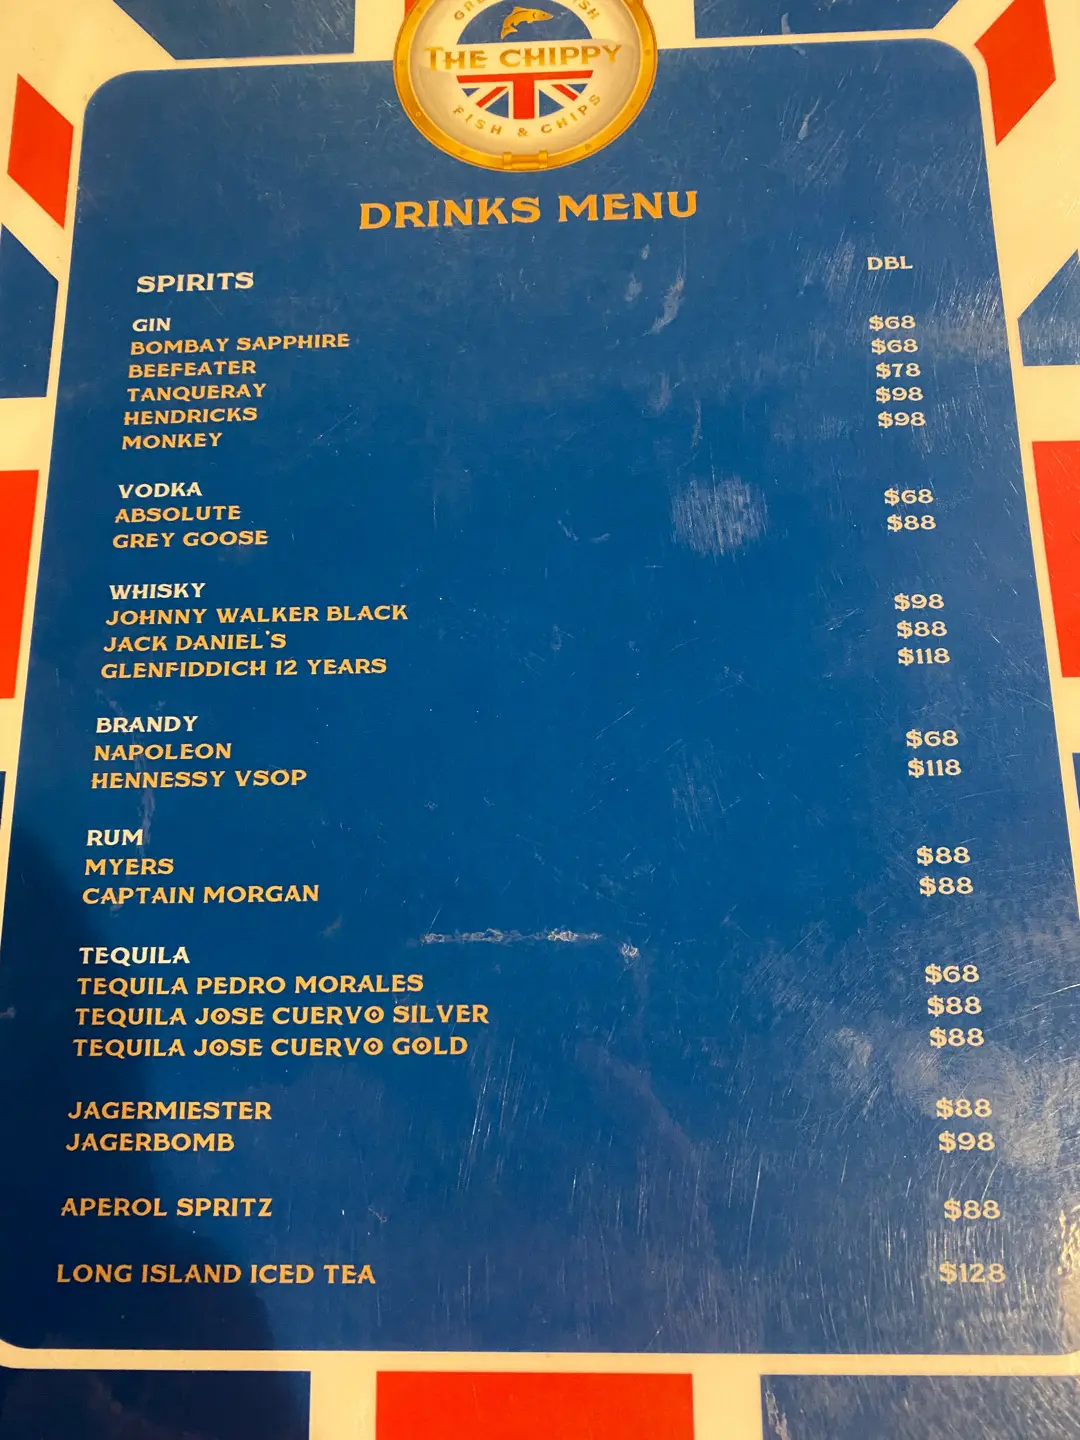 THE CHIPPY
FISH & CHIPS
DRINKS MENU
SPIRITS DBL
GIN
BOMBAY SAPPHIRE $68
BEEFEATER $68
TANQUERAY $78
HENDRICKS $98
MONKEY $98
VODKA
ABSOLUTE $68
GREY GOOSE $88
WHISKY
JOHNNY WALKER BLACK $98
JACK DANIEL'S $88
GLENFIDDICH 12 YEARS $118
BRANDY
NAPOLEON $68
HENNESSY VSOP $118
RUM
MYERS $88
CAPTAIN MORGAN $88
TEQUILA
TEQUILA PEDRO MORALES $68
TEQUILA JOSE CUERVO SILVER $88
TEQUILA JOSE CUERVO GOLD $88
JAGERMIESTER $88
JAGERBOMB $98
APEROL SPRITZ $88
LONG ISLAND ICED TEA $128